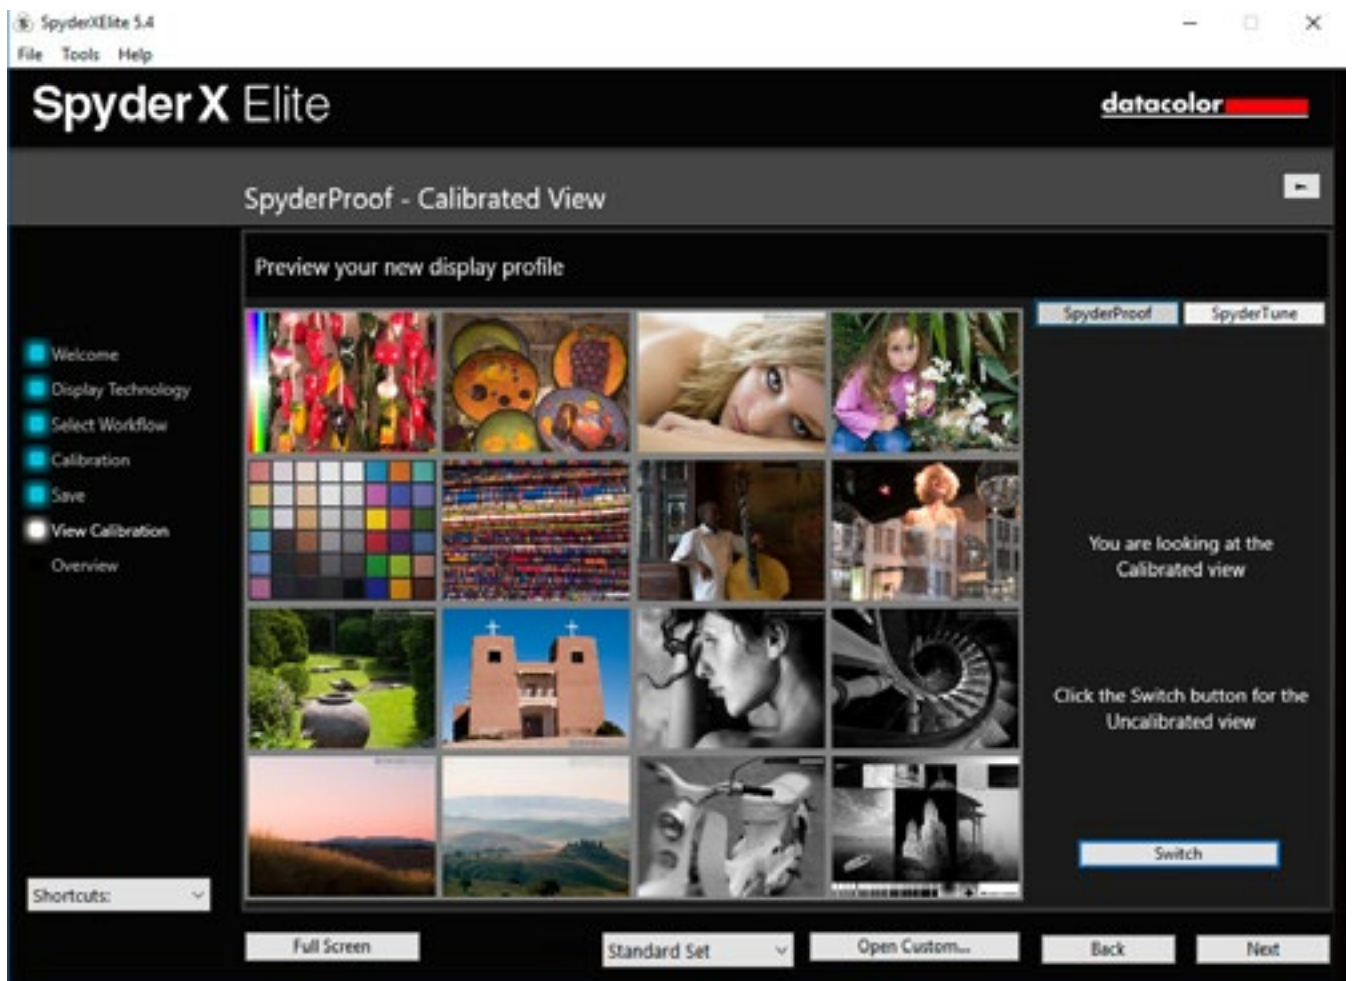 SpyderXElite 5.4
File Tools Help
SpyderX Elite
datacolor
SpyderProof - Calibrated View
Preview your new display profile
SpyderProof SpyderTune
Welcome
Display Technology
Select Workflow
Calibration
Save
View Calibration
Overview
You are looking at the
Calibrated view
Click the Switch button for the
Uncalibrated view
Switch
Shortcuts:
Full Screen
Standard Set
Open Custom...
Back
Next